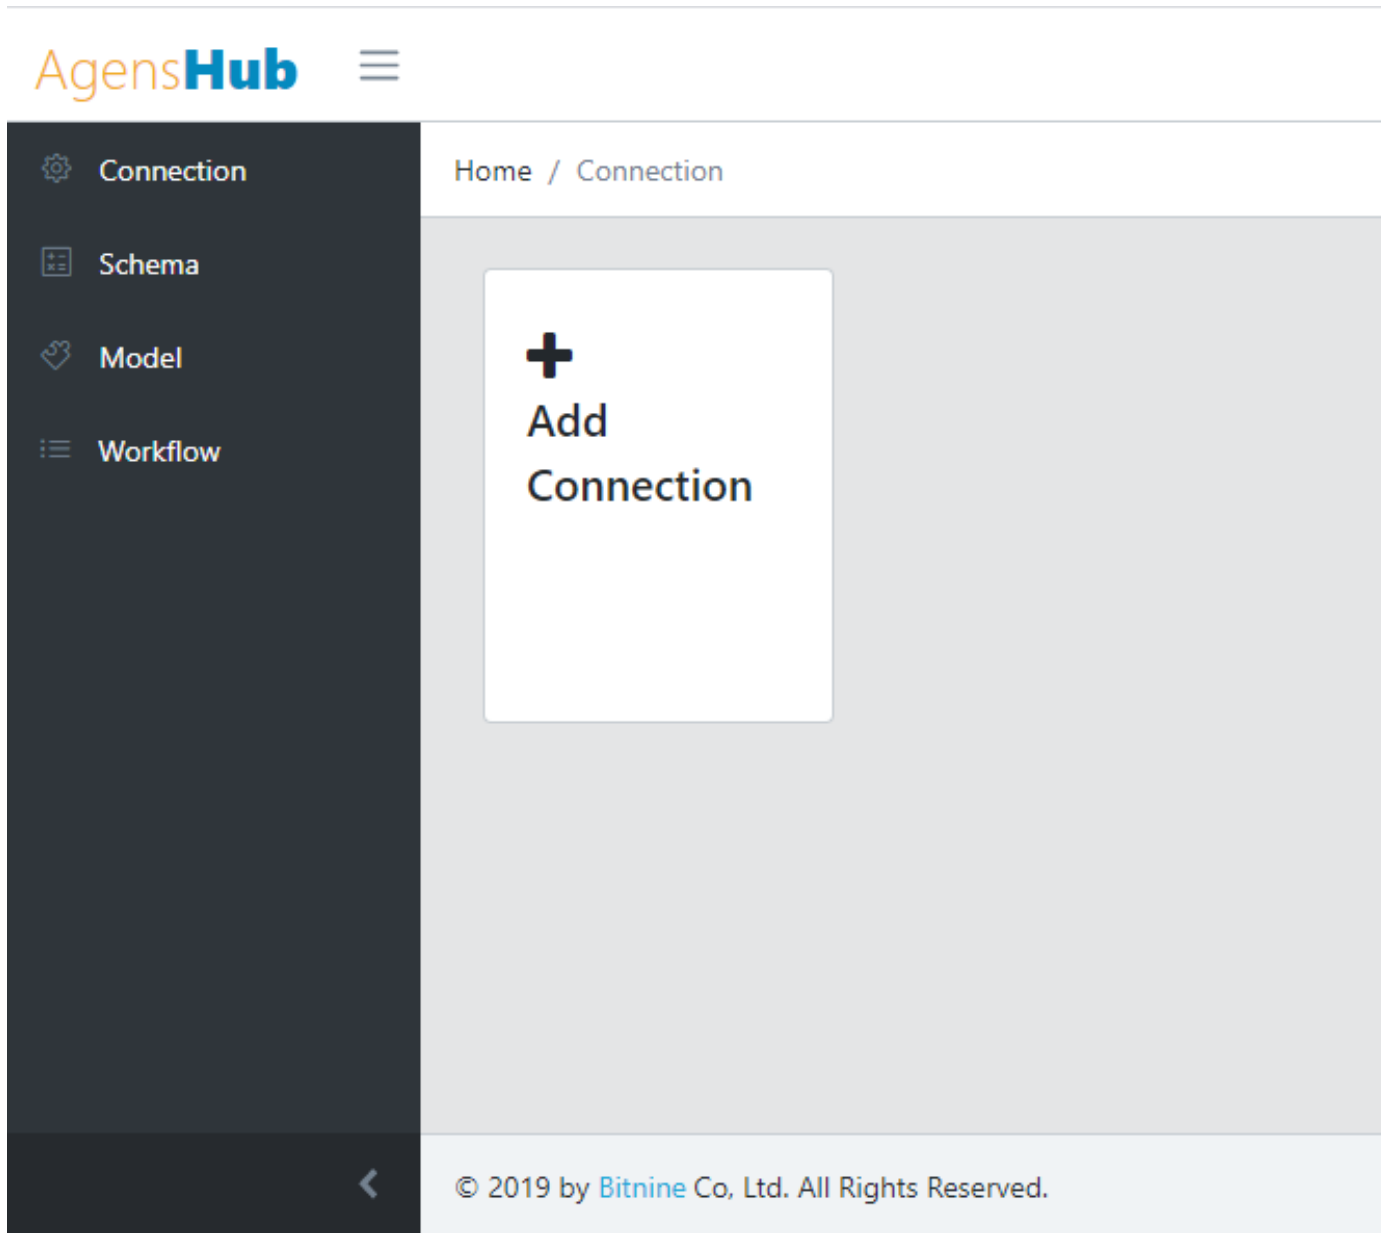 AgensHub
Connection
Schema
Model
Workflow
Home / Connection
Add
Connection
© 2019 by Bitnine Co, Ltd. All Rights Reserved.